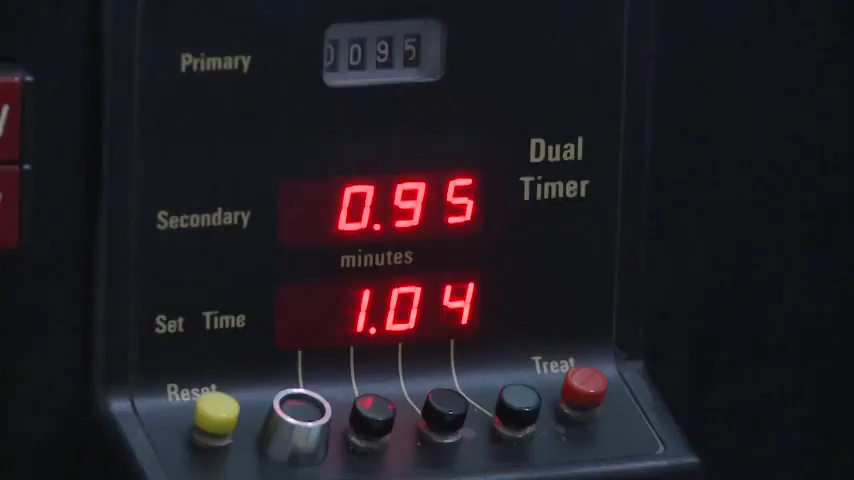 Primary 0095
Dual
Timer
Secondary 0.95
minutes
Set Time 1.04
Reset
Treat